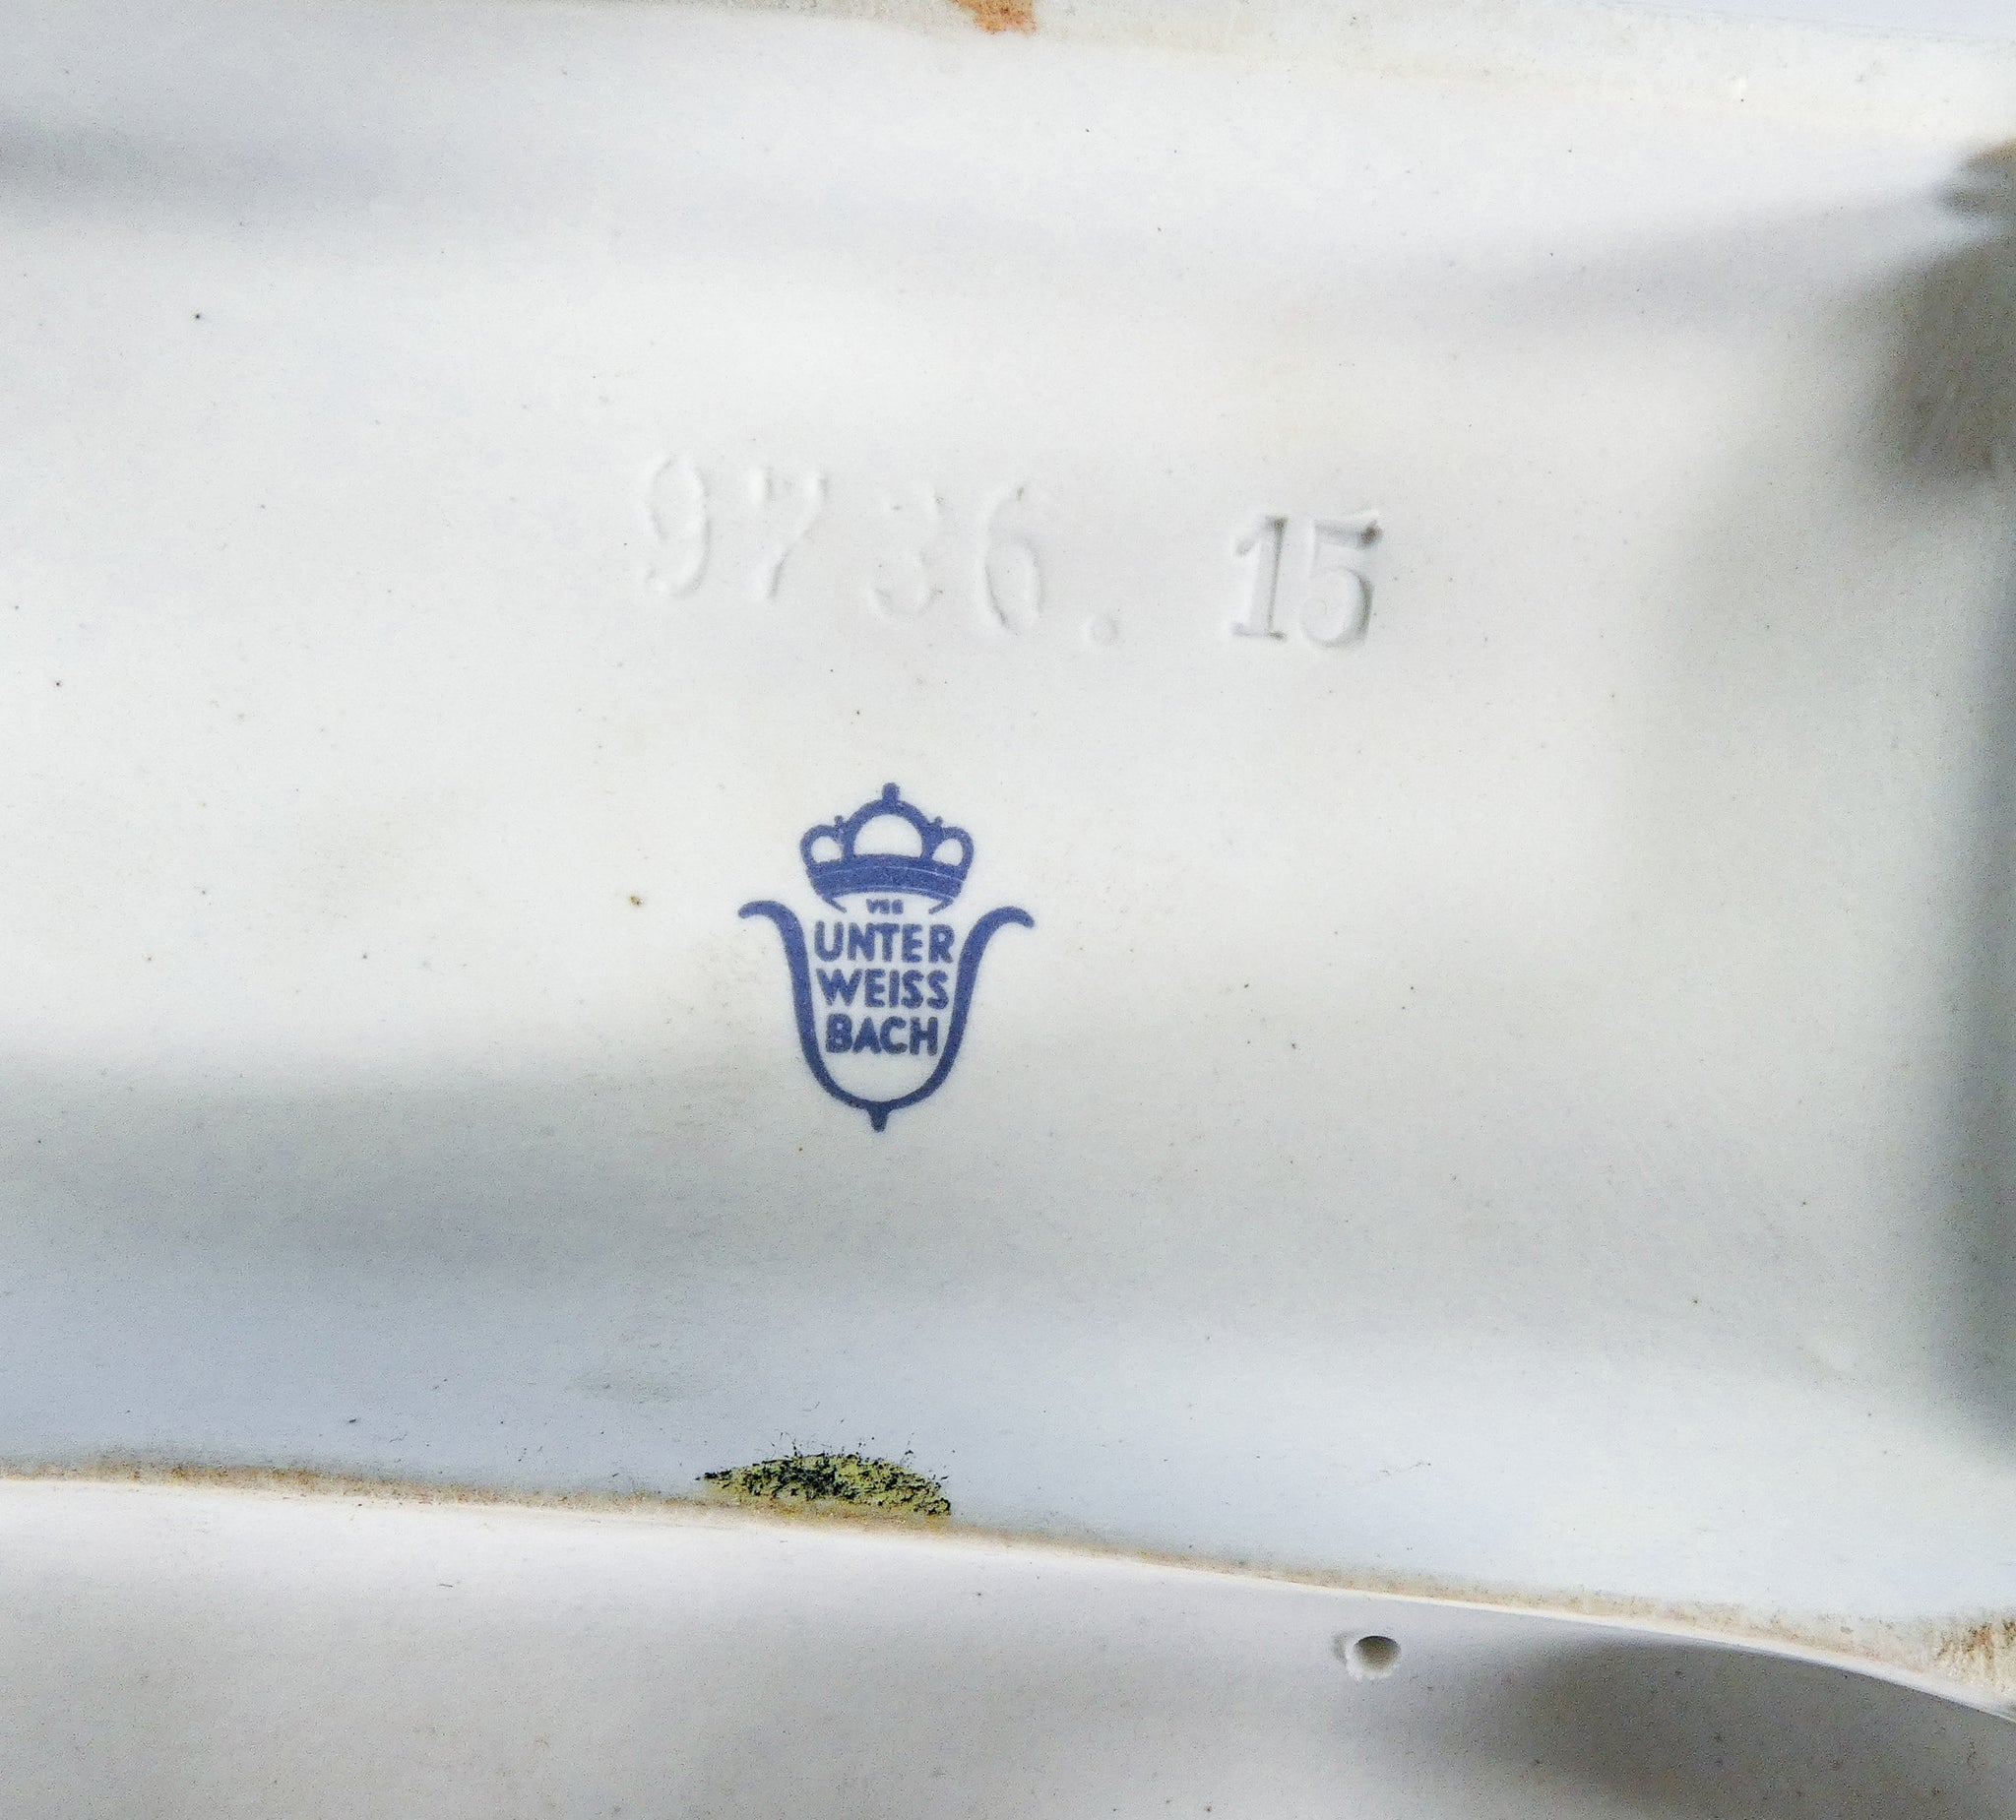 9736. 15
VEB
UNTER
WEISS
BACH